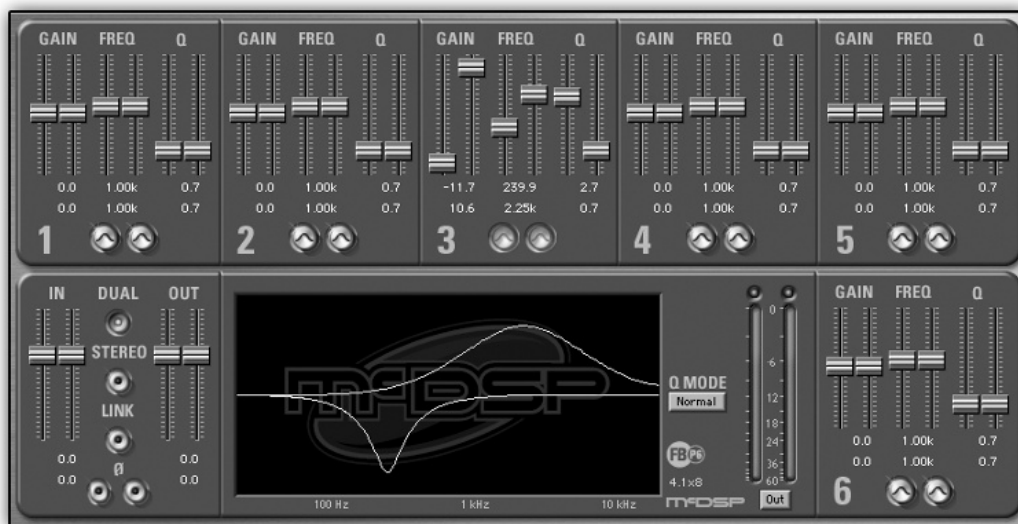 GAIN FREQ Q
0.0 1.00k 0.7
0.0 1.00k 0.7
1
GAIN FREQ Q
0.0 1.00k 0.7
0.0 1.00k 0.7
2
GAIN FREQ Q
-11.7 239.9 2.7
10.6 2.25k 0.7
3
GAIN FREQ Q
0.0 1.00k 0.7
0.0 1.00k 0.7
4
GAIN FREQ Q
0.0 1.00k 0.7
0.0 1.00k 0.7
5
IN DUAL OUT
STEREO
LINK
Ø
0.0 0.0
0.0 0.0
McDSP
100 Hz 1 kHz 10 kHz
Q MODE
Normal
FB P6
4.1x8
McDSP
0
6
12
18
24
36
60
Out
GAIN FREQ Q
0.0 1.00k 0.7
0.0 1.00k 0.7
6